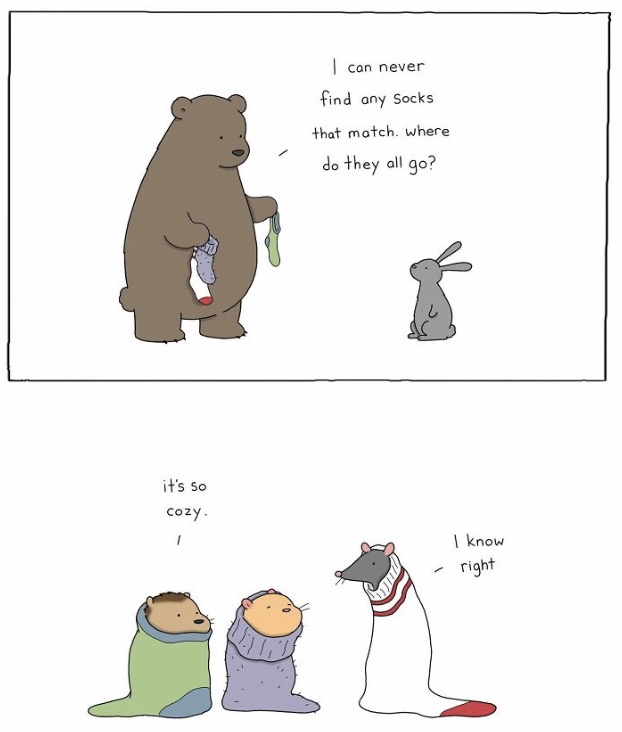 I can never
find any socks
that match. where
do they all go?
it's so
cozy.
I know
right